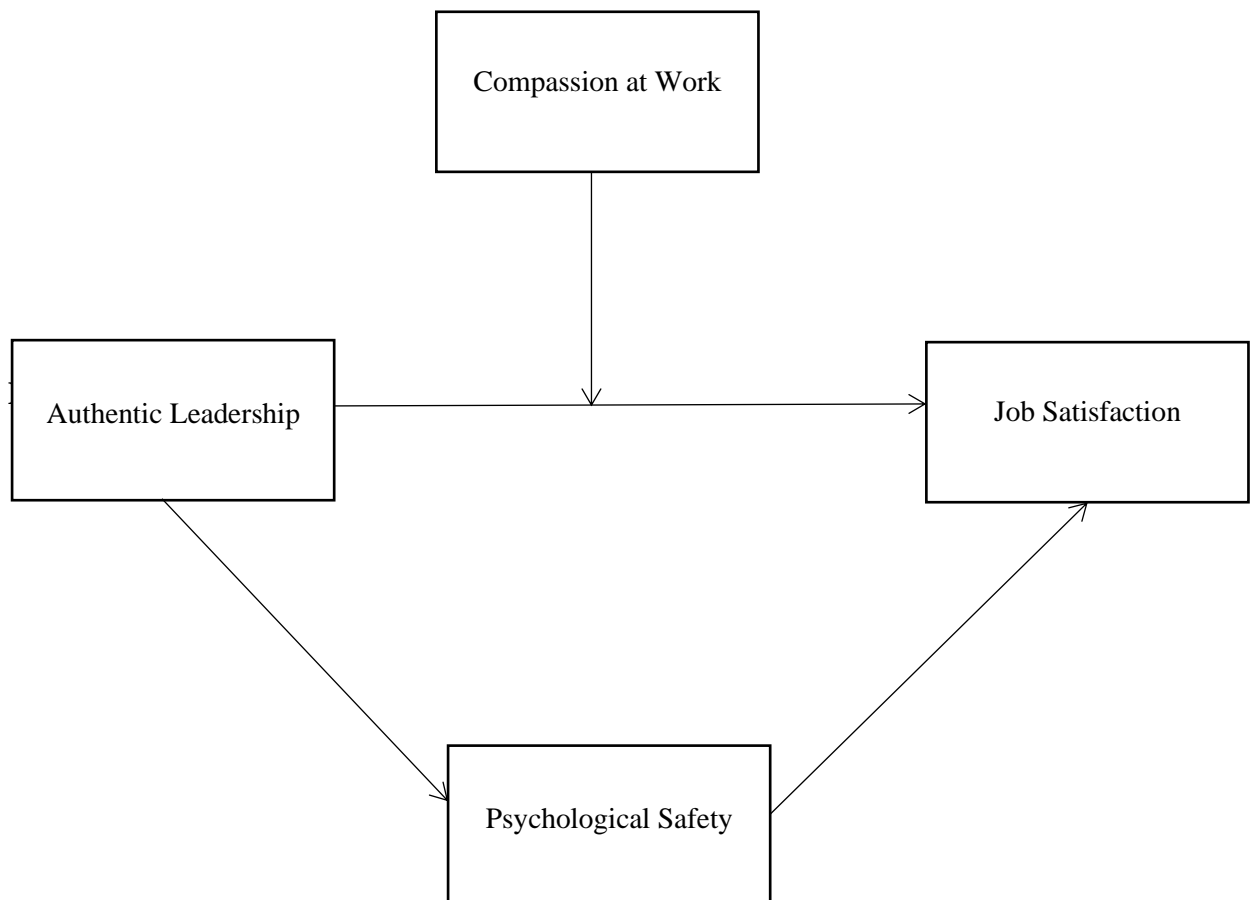 Compassion at Work
Authentic Leadership
Job Satisfaction
Psychological Safety